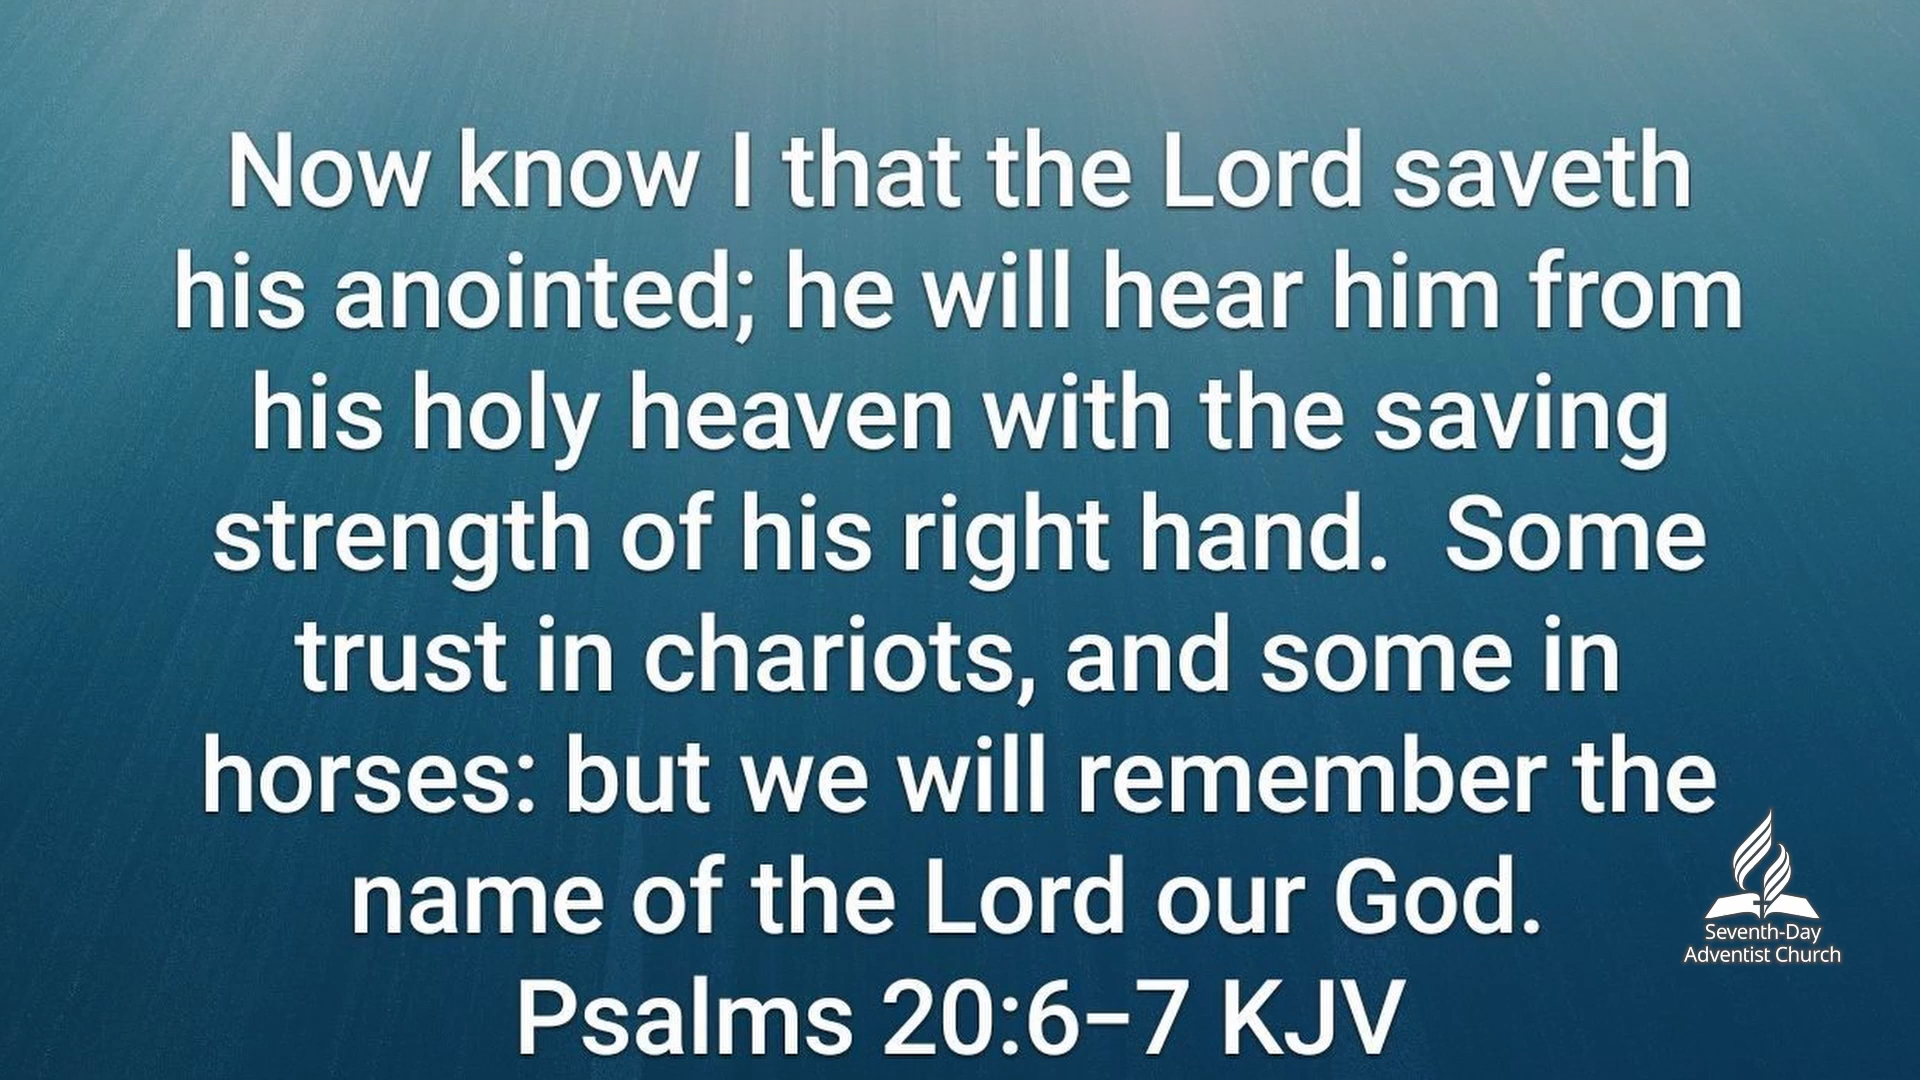 Now know I that the Lord saveth
his anointed; he will hear him from
his holy heaven with the saving
strength of his right hand.  Some
trust in chariots, and some in
horses: but we will remember the
name of the Lord our God.
Psalms 20:6–7 KJV
Seventh-Day
Adventist Church